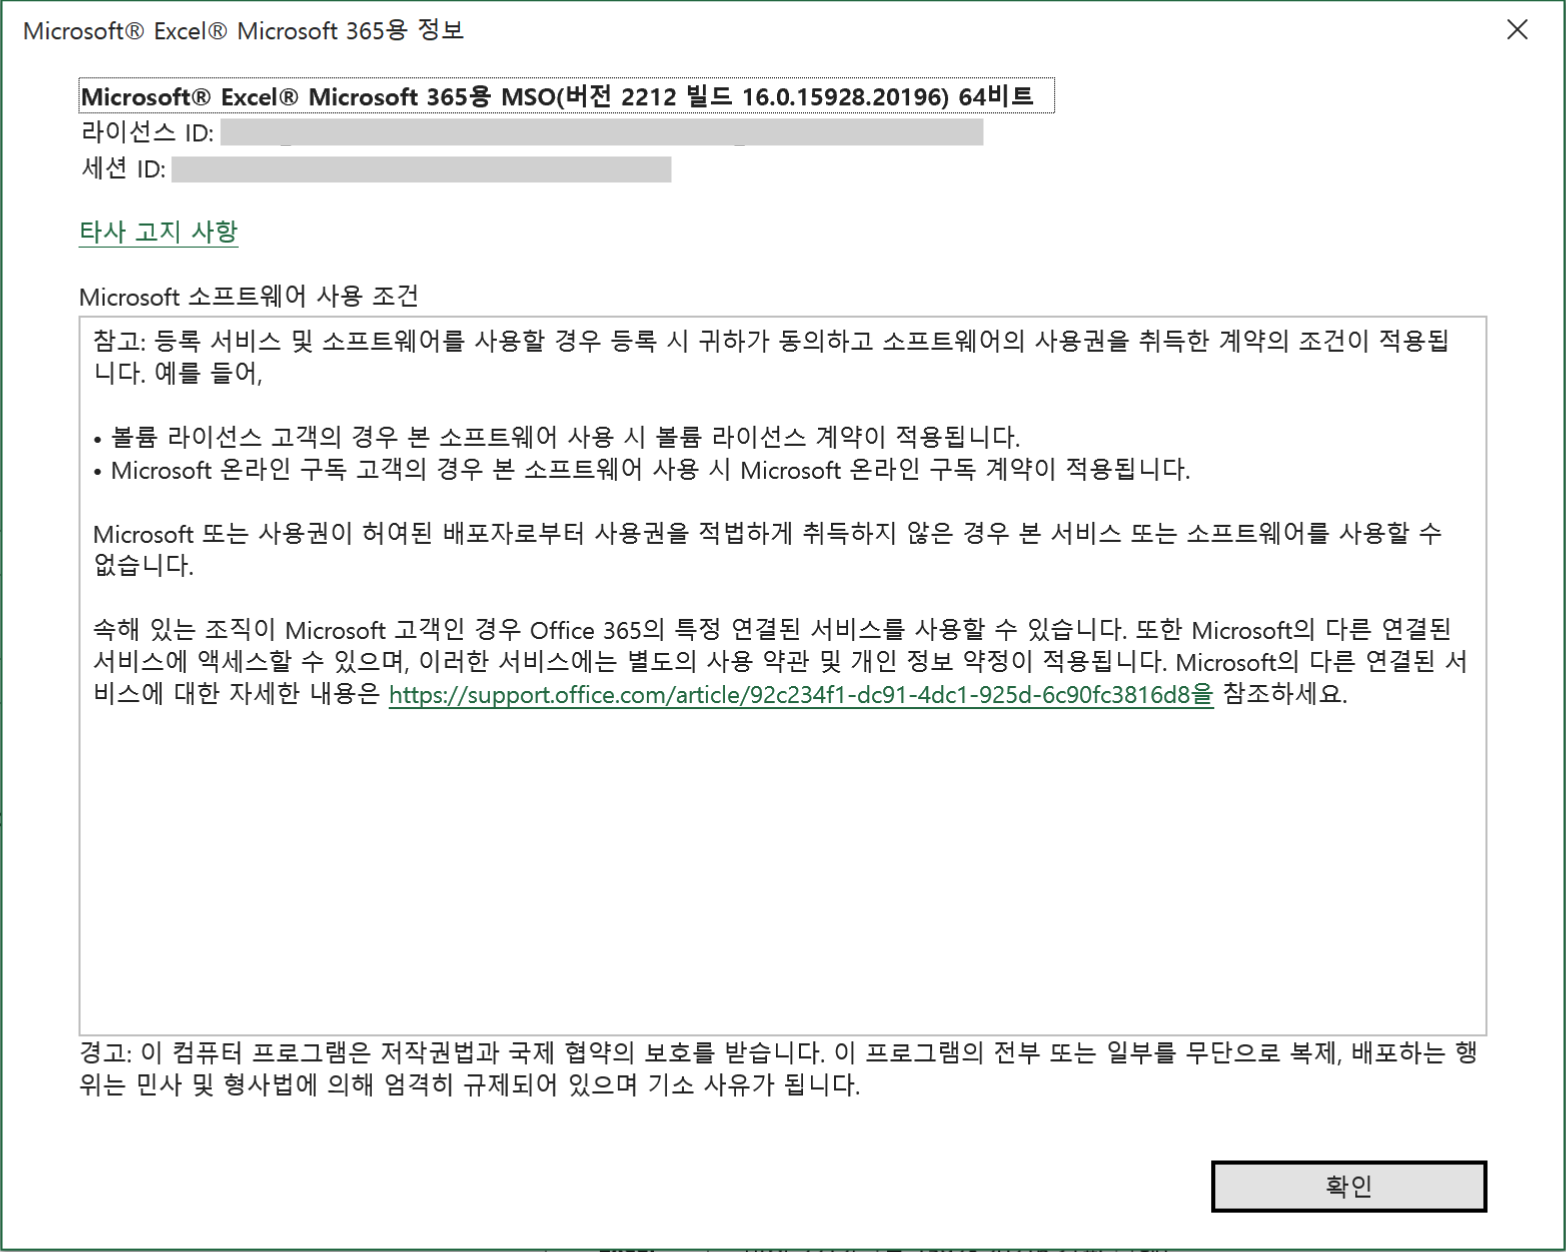 Microsoft® Excel® Microsoft 365용 정보
Microsoft® Excel® Microsoft 365용 MSO(버전 2212 빌드 16.0.15928.20196) 64비트
라이선스 ID:
세션 ID:
타사 고지 사항
Microsoft 소프트웨어 사용 조건
참고: 등록 서비스 및 소프트웨어를 사용할 경우 등록 시 귀하가 동의하고 소프트웨어의 사용권을 취득한 계약의 조건이 적용됩
니다. 예를 들어,
• 볼륨 라이선스 고객의 경우 본 소프트웨어 사용 시 볼륨 라이선스 계약이 적용됩니다.
• Microsoft 온라인 구독 고객의 경우 본 소프트웨어 사용 시 Microsoft 온라인 구독 계약이 적용됩니다.
Microsoft 또는 사용권이 허여된 배포자로부터 사용권을 적법하게 취득하지 않은 경우 본 서비스 또는 소프트웨어를 사용할 수
없습니다.
속해 있는 조직이 Microsoft 고객인 경우 Office 365의 특정 연결된 서비스를 사용할 수 있습니다. 또한 Microsoft의 다른 연결된
서비스에 액세스할 수 있으며, 이러한 서비스에는 별도의 사용 약관 및 개인 정보 약정이 적용됩니다. Microsoft의 다른 연결된 서
비스에 대한 자세한 내용은 https://support.office.com/article/92c234f1-dc91-4dc1-925d-6c90fc3816d8을 참조하세요.
경고: 이 컴퓨터 프로그램은 저작권법과 국제 협약의 보호를 받습니다. 이 프로그램의 전부 또는 일부를 무단으로 복제, 배포하는 행
위는 민사 및 형사법에 의해 엄격히 규제되어 있으며 기소 사유가 됩니다.
확인